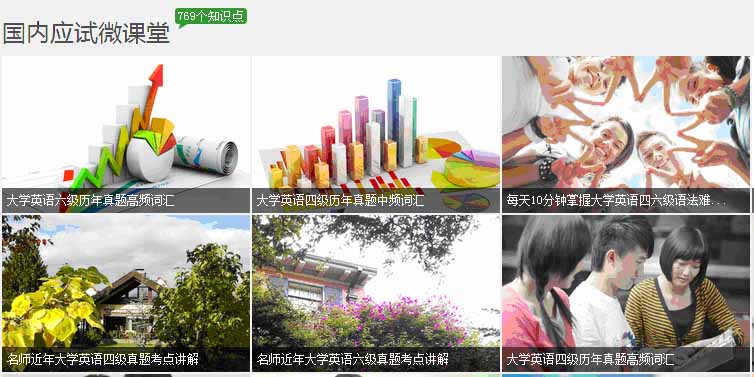 国内应试微课堂
769个知识点
大学英语六级历年真题高频词汇
大学英语四级历年真题中频词汇
每天10分钟掌握大学英语四六级语法难...
名师近年大学英语四级真题考点讲解
名师近年大学英语六级真题考点讲解
大学英语四级历年真题高频词汇